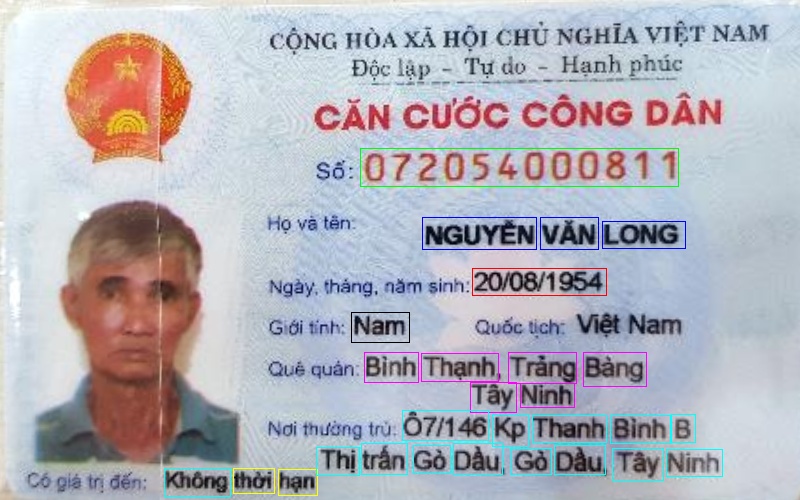 CỘNG HÒA XÃ HỘI CHỦ NGHĨA VIỆT NAM
Độc lập - Tự do - Hạnh phúc
CĂN CƯỚC CÔNG DÂN
Số: 072054000811
Họ và tên: NGUYỄN VĂN LONG
Ngày, tháng, năm sinh: 20/08/1954
Giới tính: Nam Quốc tịch: Việt Nam
Quê quán: Bình Thạnh, Trảng Bàng
Tây Ninh
Nơi thường trú: Ô7/146 Kp Thanh Bình B
Thị trấn Gò Dầu, Gò Dầu, Tây Ninh
Có giá trị đến: Không thời hạn